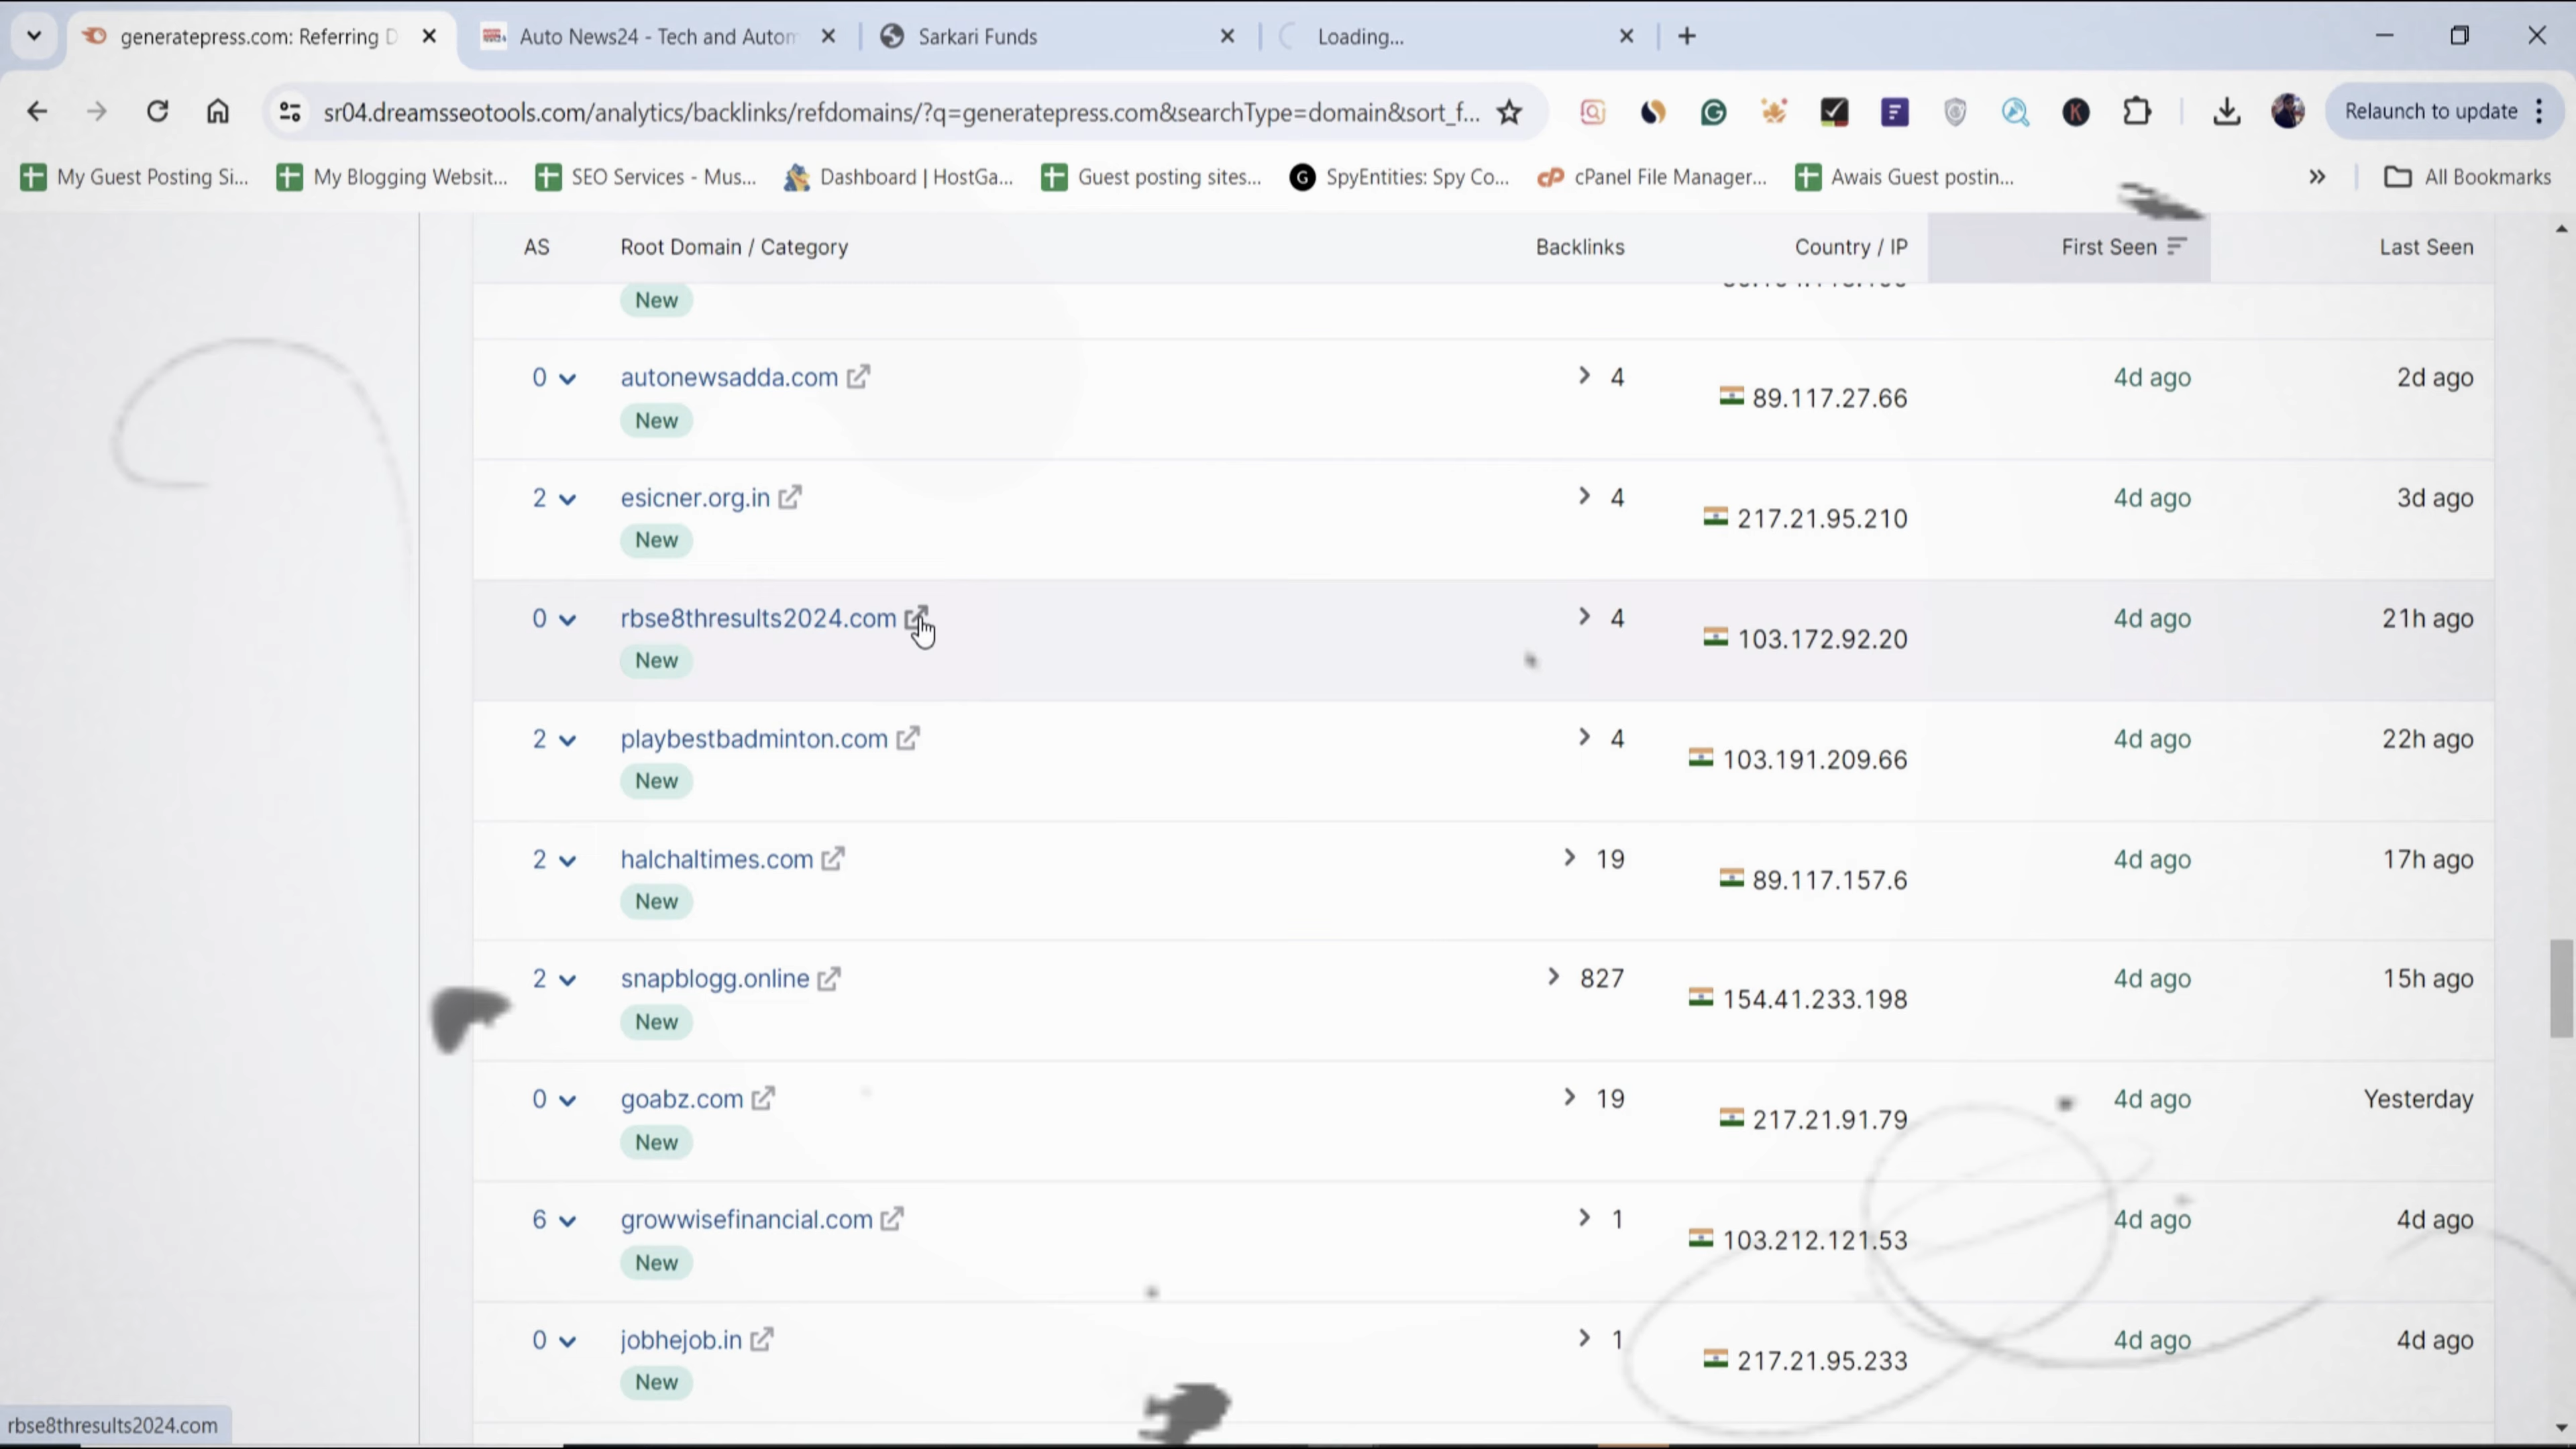 generatepress.com: Referring D
Auto News24 - Tech and Autom
Sarkari Funds
Loading...
sr04.dreamsseotools.com/analytics/backlinks/refdomains/?q=generatepress.com&searchType=domain&sort_f...
Relaunch to update
My Guest Posting Si...
My Blogging Websit...
SEO Services - Mus...
Dashboard | HostGa...
Guest posting sites...
SpyEntities: Spy Co...
cPanel File Manager...
Awais Guest postin...
All Bookmarks
AS Root Domain / Category Backlinks Country / IP First Seen Last Seen
New
0 autonewsadda.com 4 89.117.27.66 4d ago 2d ago
New
2 esicner.org.in 4 217.21.95.210 4d ago 3d ago
New
0 rbse8thresults2024.com 4 103.172.92.20 4d ago 21h ago
New
2 playbestbadminton.com 4 103.191.209.66 4d ago 22h ago
New
2 halchaltimes.com 19 89.117.157.6 4d ago 17h ago
New
2 snapblogg.online 827 154.41.233.198 4d ago 15h ago
New
0 goabz.com 19 217.21.91.79 4d ago Yesterday
New
6 growwisefinancial.com 1 103.212.121.53 4d ago 4d ago
New
0 jobhejob.in 1 217.21.95.233 4d ago 4d ago
New
rbse8thresults2024.com